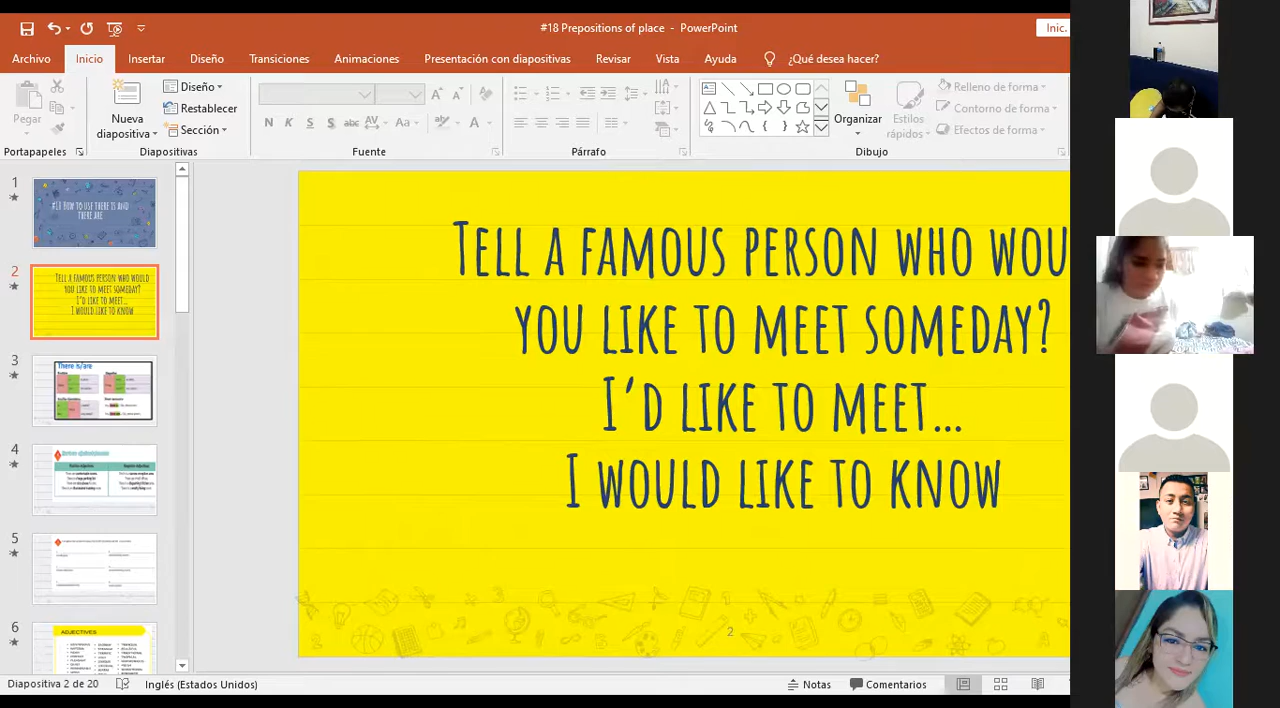 #18 Prepositions of place - PowerPoint
Inic.
Archivo Inicio Insertar Diseño Transiciones Animaciones Presentación con diapositivas Revisar Vista Ayuda ¿Qué desea hacer?
Pegar
Nueva diapositiva
Diseño
Restablecer
Sección
N K S S abc AV Aa A
Organizar
Estilos rápidos
Relleno de forma
Contorno de forma
Efectos de forma
Portapapeles Diapositivas Fuente Párrafo Dibujo
1
#18 How to use there is and
there are
2
Tell a famous person who would
you like to meet someday?
I'd like to meet...
I would like to know
3
There is/are
4
5
6
ADJECTIVES
Tell a famous person who wou
you like to meet someday?
I'd like to meet...
I would like to know
2
Diapositiva 2 de 20 Inglés (Estados Unidos) Notas Comentarios